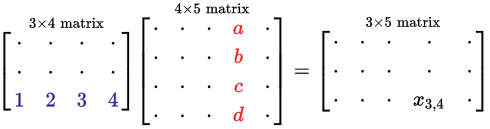 3×4 matrix 4×5 matrix 3×5 matrix
· · · · · · · a · · · · · ·
· · · · · · · b · = · · · · ·
1 2 3 4 · · · c · · · · x3,4 ·
· · · d ·